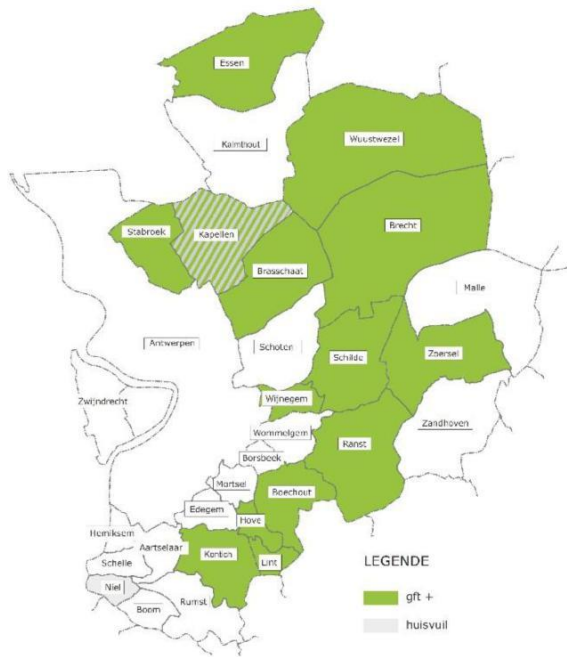 Essen
Kalmthout
Wuustwezel
Stabroek
Kapellen
Brecht
Brasschaat
Malle
Antwerpen
Schoten
Schilde
Zoersel
Zwijndrecht
Wijnegem
Zandhoven
Wommelgem
Ranst
Borsbeek
Mortsel
Boechout
Edegem
Hove
Hemiksem
Aartselaar
Kontich
Lint
Schelle
LEGENDE
Niel
Rumst
Boom
gft +
huisvuil